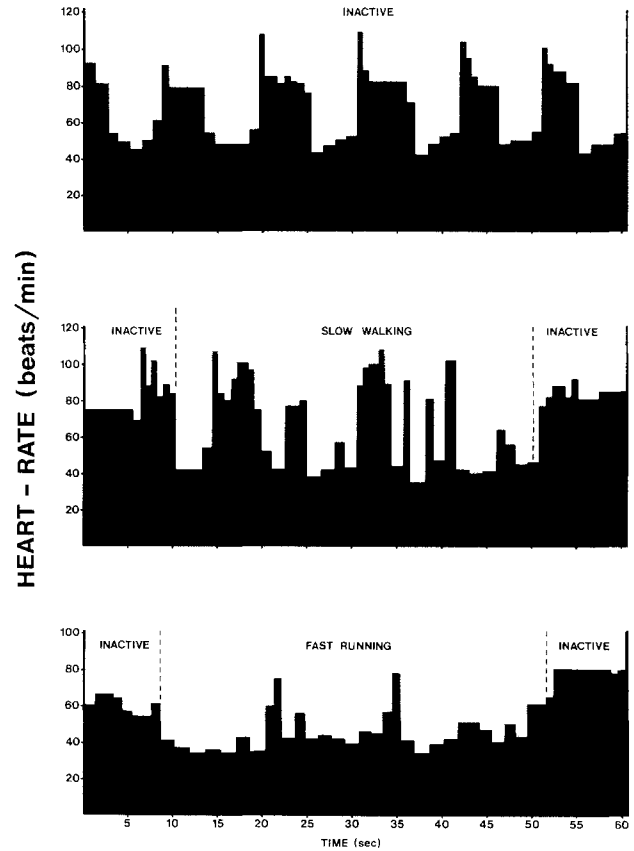 INACTIVE
120
100
80
60
40
20
HEART - RATE (beats/min)
INACTIVE SLOW WALKING INACTIVE
120
100
80
60
40
20
INACTIVE FAST RUNNING INACTIVE
100
80
60
40
20
5 10 15 20 25 30 35 40 45 50 55 60
TIME (sec)